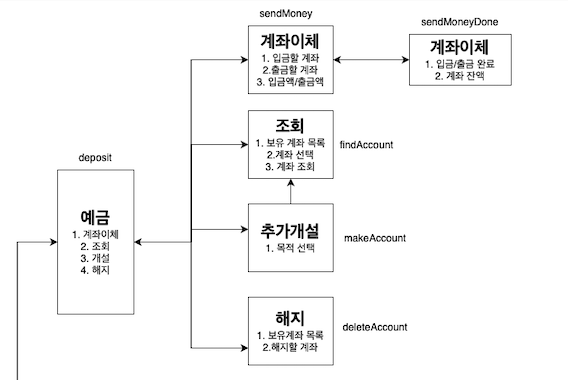 sendMoney
계좌이체
1. 입금할 계좌
2.출금할 계좌
3. 입금액/출금액
sendMoneyDone
계좌이체
1. 입금/출금 완료
2. 계좌 잔액
조회
1. 보유 계좌 목록
2.계좌 선택
3. 계좌 조회
findAccount
deposit
예금
1. 계좌이체
2. 조회
3. 개설
4. 해지
추가개설
1. 목적 선택
makeAccount
해지
1. 보유계좌 목록
2.해지할 계좌
deleteAccount